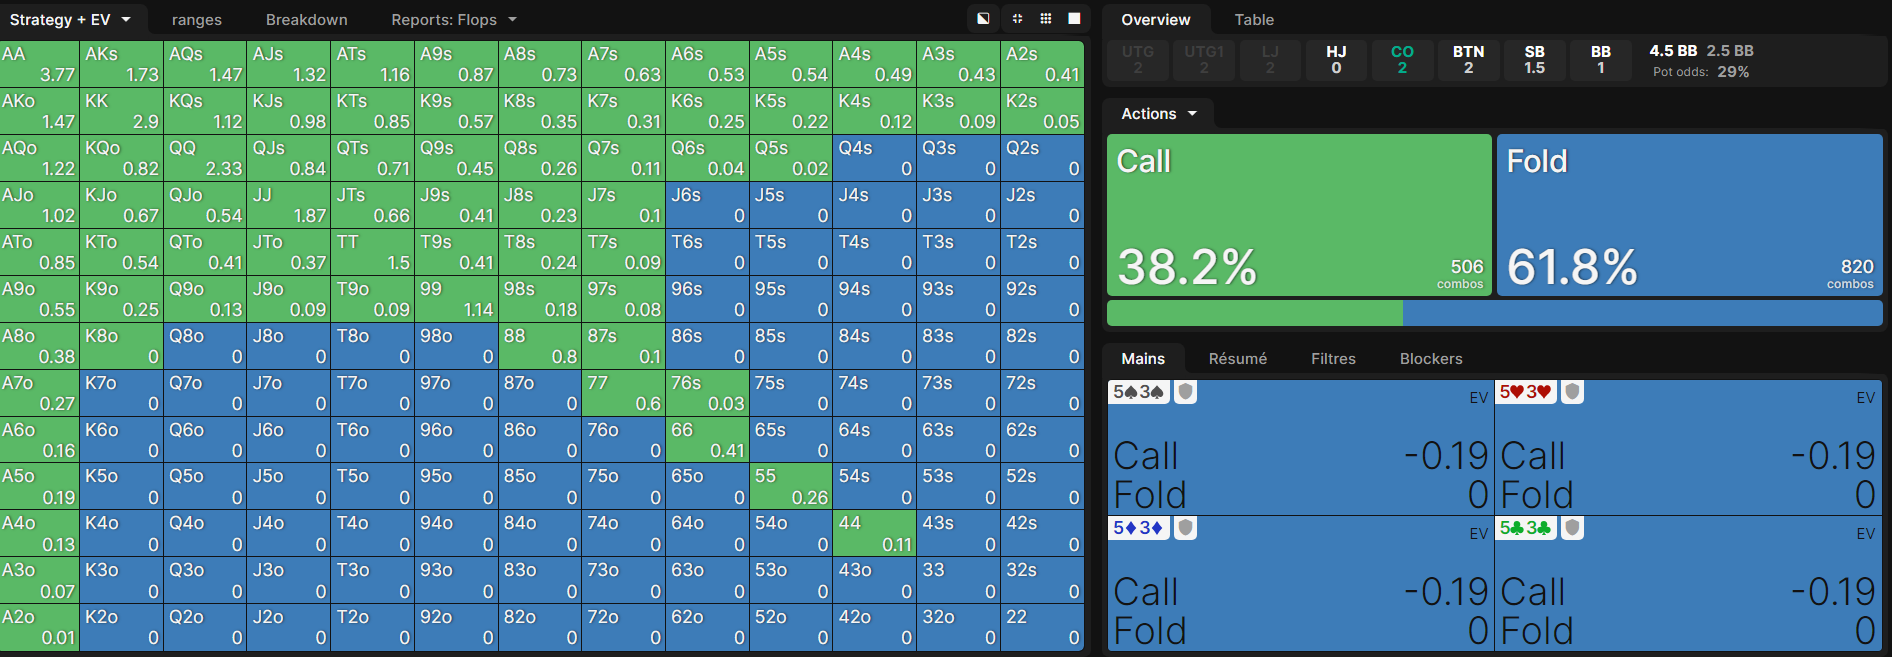 Strategy + EV ranges Breakdown Reports: Flops
AA AKs AQs AJs ATs A9s A8s A7s A6s A5s A4s A3s A2s
3.77 1.73 1.47 1.32 1.16 0.87 0.73 0.63 0.53 0.54 0.49 0.43 0.41
AKo KK KQs KJs KTs K9s K8s K7s K6s K5s K4s K3s K2s
1.47 2.9 1.12 0.98 0.85 0.57 0.35 0.31 0.25 0.22 0.12 0.09 0.05
AQo KQo QQ QJs QTs Q9s Q8s Q7s Q6s Q5s Q4s Q3s Q2s
1.22 0.82 2.33 0.84 0.71 0.45 0.26 0.11 0.04 0.02 0 0 0
AJo KJo QJo JJ JTs J9s J8s J7s J6s J5s J4s J3s J2s
1.02 0.67 0.54 1.87 0.66 0.41 0.23 0.1 0 0 0 0 0
ATo KTo QTo JTo TT T9s T8s T7s T6s T5s T4s T3s T2s
0.85 0.54 0.41 0.37 1.5 0.41 0.24 0.09 0 0 0 0 0
A9o K9o Q9o J9o T9o 99 98s 97s 96s 95s 94s 93s 92s
0.55 0.25 0.13 0.09 0.09 1.14 0.18 0.08 0 0 0 0 0
A8o K8o Q8o J8o T8o 98o 88 87s 86s 85s 84s 83s 82s
0.38 0 0 0 0 0 0.8 0.1 0 0 0 0 0
A7o K7o Q7o J7o T7o 97o 87o 77 76s 75s 74s 73s 72s
0.27 0 0 0 0 0 0 0.6 0.03 0 0 0 0
A6o K6o Q6o J6o T6o 96o 86o 76o 66 65s 64s 63s 62s
0.16 0 0 0 0 0 0 0 0.41 0 0 0 0
A5o K5o Q5o J5o T5o 95o 85o 75o 65o 55 54s 53s 52s
0.19 0 0 0 0 0 0 0 0 0.26 0 0 0
A4o K4o Q4o J4o T4o 94o 84o 74o 64o 54o 44 43s 42s
0.13 0 0 0 0 0 0 0 0 0 0.11 0 0
A3o K3o Q3o J3o T3o 93o 83o 73o 63o 53o 43o 33 32s
0.07 0 0 0 0 0 0 0 0 0 0 0 0
A2o K2o Q2o J2o T2o 92o 82o 72o 62o 52o 42o 32o 22
0.01 0 0 0 0 0 0 0 0 0 0 0 0
Overview Table
UTG UTG1 LJ HJ CO BTN SB BB 4.5 BB 2.5 BB
2 2 2 0 2 2 1.5 1 Pot odds: 29%
Actions
Call Fold
38.2% 506 combos 61.8% 820 combos
Mains Résumé Filtres Blockers
5♠3♠ EV 5♥3♥ EV
Call -0.19 Call -0.19
Fold 0 Fold 0
5♦3♦ EV 5♣3♣ EV
Call -0.19 Call -0.19
Fold 0 Fold 0